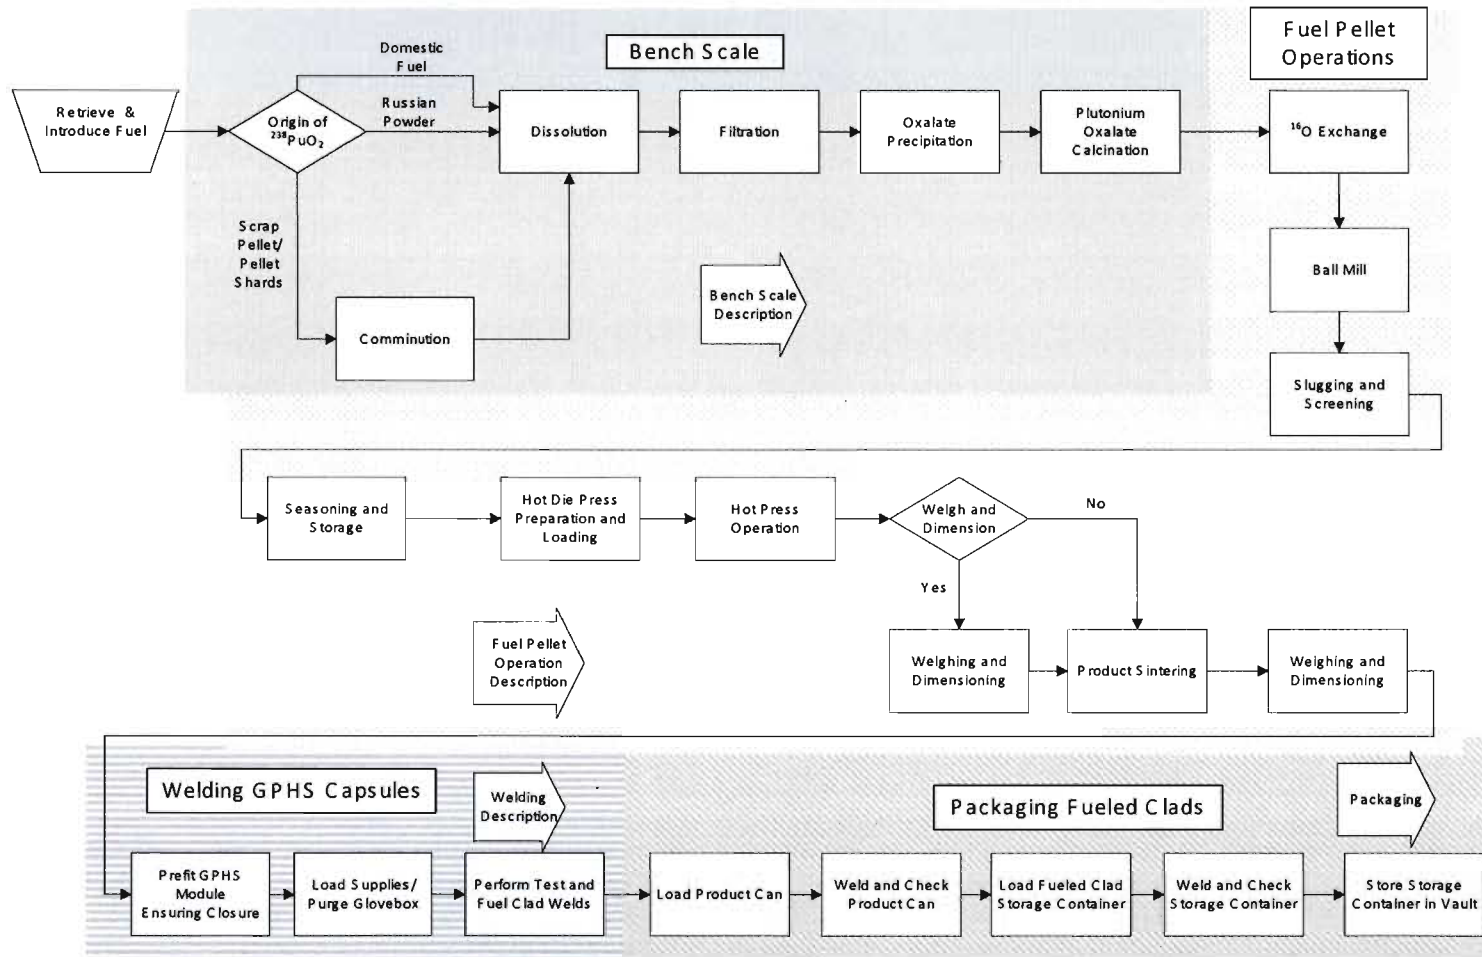 Bench Scale
Fuel Pellet
Operations
Domestic
Fuel
Russian
Powder
Retrieve &
Introduce Fuel
Origin of
²³⁸PuO₂
Dissolution
Filtration
Oxalate
Precipitation
Plutonium
Oxalate
Calcination
¹⁶O Exchange
Scrap
Pellet/
Pellet
Shards
Comminution
Bench Scale
Description
Ball Mill
Slugging and
Screening
Seasoning and
Storage
Hot Die Press
Preparation and
Loading
Hot Press
Operation
Weigh and
Dimension
No
Yes
Fuel Pellet
Operation
Description
Weighing and
Dimensioning
Product Sintering
Weighing and
Dimensioning
Welding GPHS Capsules
Welding
Description
Packaging Fueled Clads
Packaging
Prefit GPHS
Module
Ensuring Closure
Load Supplies/
Purge Glovebox
Perform Test and
Fuel Clad Welds
Load Product Can
Weld and Check
Product Can
Load Fueled Clad
Storage Container
Weld and Check
Storage Container
Store Storage
Container in Vault